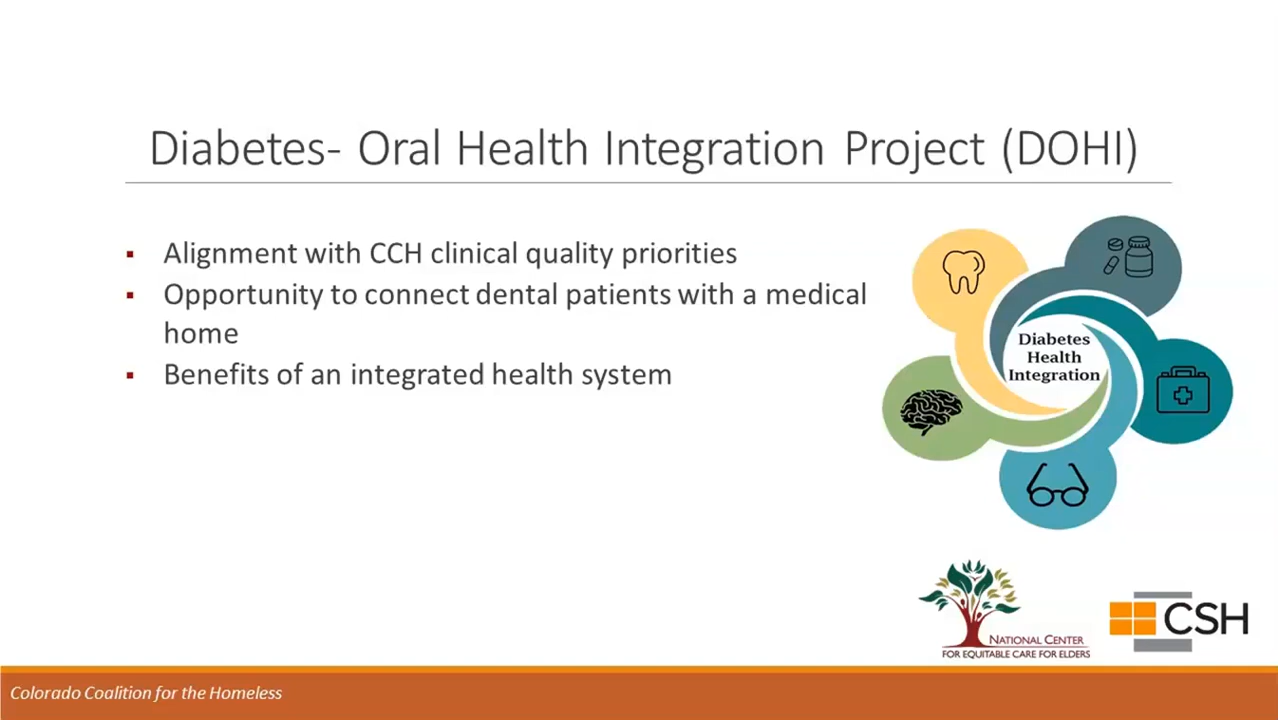 Diabetes- Oral Health Integration Project (DOHI)
▪ Alignment with CCH clinical quality priorities
▪ Opportunity to connect dental patients with a medical
home
▪ Benefits of an integrated health system
Diabetes
Health
Integration
NATIONAL CENTER
FOR EQUITABLE CARE FOR ELDERS
CSH
Colorado Coalition for the Homeless